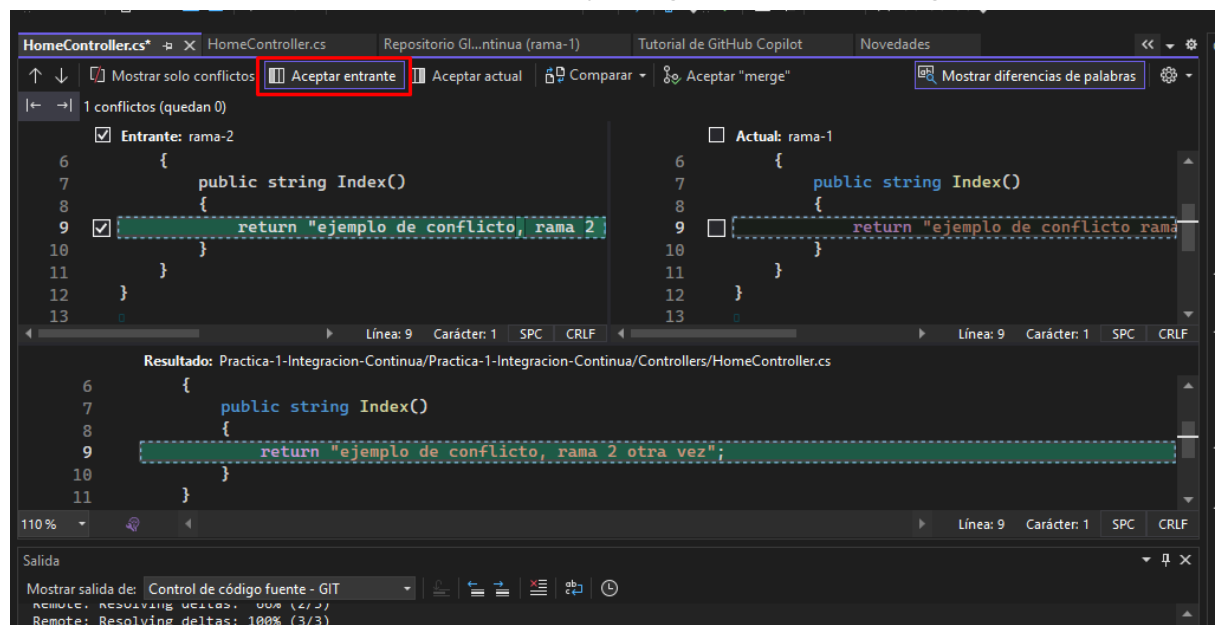 HomeController.cs* HomeController.cs Repositorio Gl...ntinua (rama-1) Tutorial de GitHub Copilot Novedades
Mostrar solo conflictos Aceptar entrante Aceptar actual Comparar Aceptar "merge" Mostrar diferencias de palabras
1 conflictos (quedan 0)
Entrante: rama-2
6 {
7 public string Index()
8 {
9 return "ejemplo de conflicto, rama 2
10 }
11 }
12 }
13
Línea: 9 Carácter: 1 SPC CRLF
Actual: rama-1
6 {
7 public string Index()
8 {
9 return "ejemplo de conflicto rama
10 }
11 }
12 }
13
Línea: 9 Carácter: 1 SPC CRLF
Resultado: Practica-1-Integracion-Continua/Practica-1-Integracion-Continua/Controllers/HomeController.cs
6 {
7 public string Index()
8 {
9 return "ejemplo de conflicto, rama 2 otra vez";
10 }
11 }
110 % Línea: 9 Carácter: 1 SPC CRLF
Salida
Mostrar salida de: Control de código fuente - GIT
Remote: Resolving deltas: 66% (2/3)
Remote: Resolving deltas: 100% (3/3)